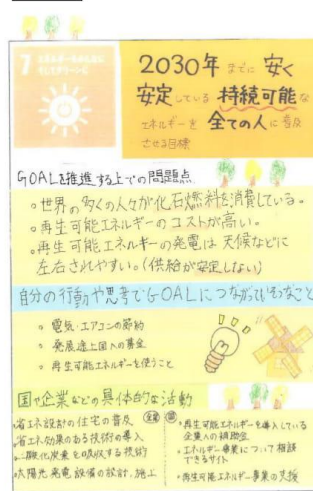 7 エネルギーをみんなに
そしてクリーンに
2030年までに 安く
安定している 持続可能な
エネルギーを 全ての人に普及
させる目標
GOALを推進する上での問題点
○世界の多くの人々が化石燃料を消費している。
○再生可能エネルギーのコストが高い。
○再生可能エネルギーの発電は 天候などに
左右されやすい。(供給が安定しない)
自分の行動や思考でGOALにつながっていそうなこと
○ 電気・エアコンの節約
○ 発展途上国への募金
○ 再生可能エネルギーを使うこと
国や企業などの具体的な活動
企業
○省エネ設計の住宅の普及
○省エネ効果のある技術の導入
○二酸化炭素を吸収する技術
○太陽光発電設備の設計、施工
国
○再生可能エネルギーを導入している
企業への補助金
○エネルギー事業について相談
できるサイト
○再生可能エネルギー事業の支援